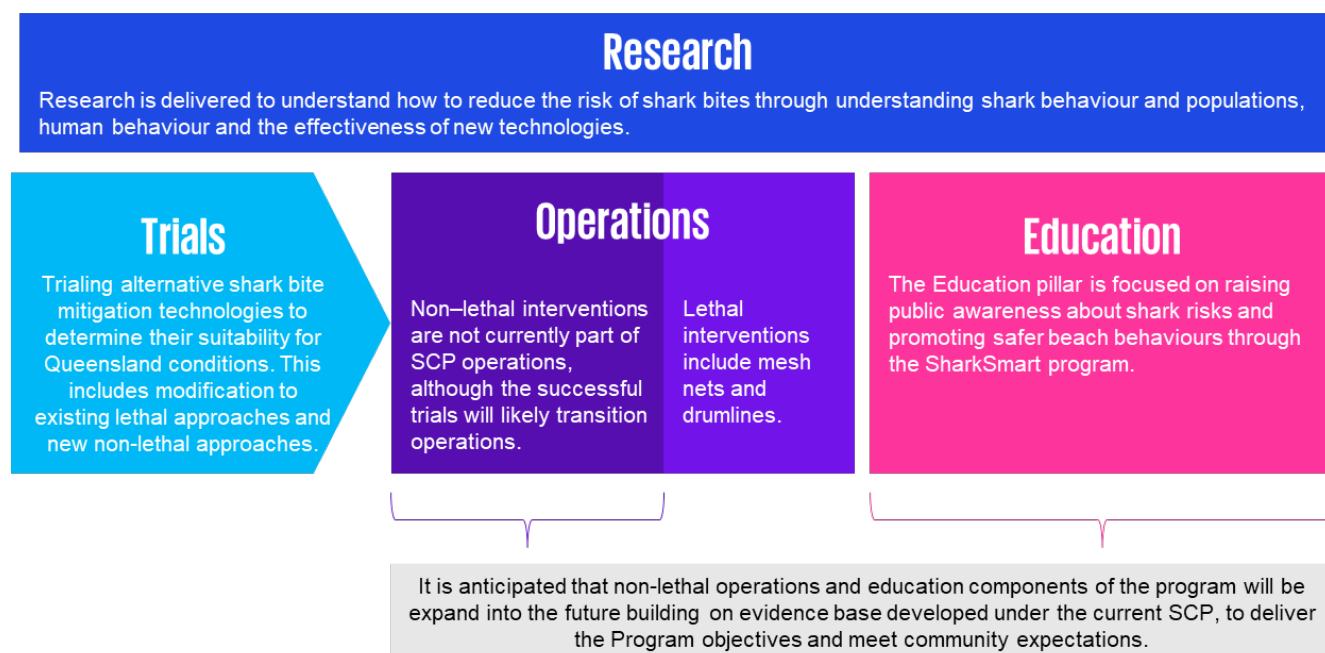 Research
Research is delivered to understand how to reduce the risk of shark bites through understanding shark behaviour and populations,
human behaviour and the effectiveness of new technologies.
Trials
Trialing alternative shark bite
mitigation technologies to
determine their suitability for
Queensland conditions. This
includes modification to
existing lethal approaches and
new non-lethal approaches.
Operations
Non–lethal interventions
are not currently part of
SCP operations,
although the successful
trials will likely transition
operations.
Lethal
interventions
include mesh
nets and
drumlines.
Education
The Education pillar is focused on raising
public awareness about shark risks and
promoting safer beach behaviours through
the SharkSmart program.
It is anticipated that non-lethal operations and education components of the program will be
expand into the future building on evidence base developed under the current SCP, to deliver
the Program objectives and meet community expectations.